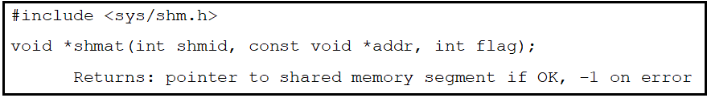 #include <sys/shm.h>
void *shmat(int shmid, const void *addr, int flag);
Returns: pointer to shared memory segment if OK, -1 on error